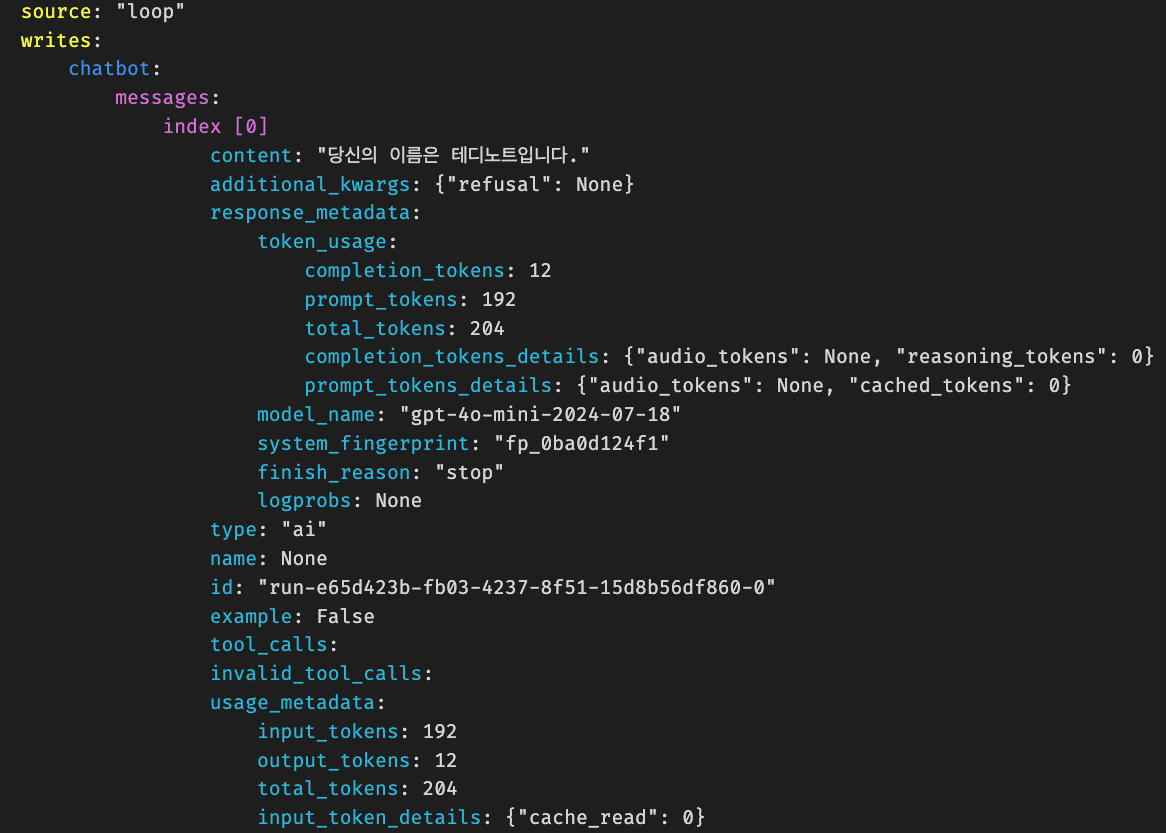 source: "loop"
writes:
chatbot:
messages:
index [0]
content: "당신의 이름은 테디노트입니다."
additional_kwargs: {"refusal": None}
response_metadata:
token_usage:
completion_tokens: 12
prompt_tokens: 192
total_tokens: 204
completion_tokens_details: {"audio_tokens": None, "reasoning_tokens": 0}
prompt_tokens_details: {"audio_tokens": None, "cached_tokens": 0}
model_name: "gpt-4o-mini-2024-07-18"
system_fingerprint: "fp_0ba0d124f1"
finish_reason: "stop"
logprobs: None
type: "ai"
name: None
id: "run-e65d423b-fb03-4237-8f51-15d8b56df860-0"
example: False
tool_calls:
invalid_tool_calls:
usage_metadata:
input_tokens: 192
output_tokens: 12
total_tokens: 204
input_token_details: {"cache_read": 0}